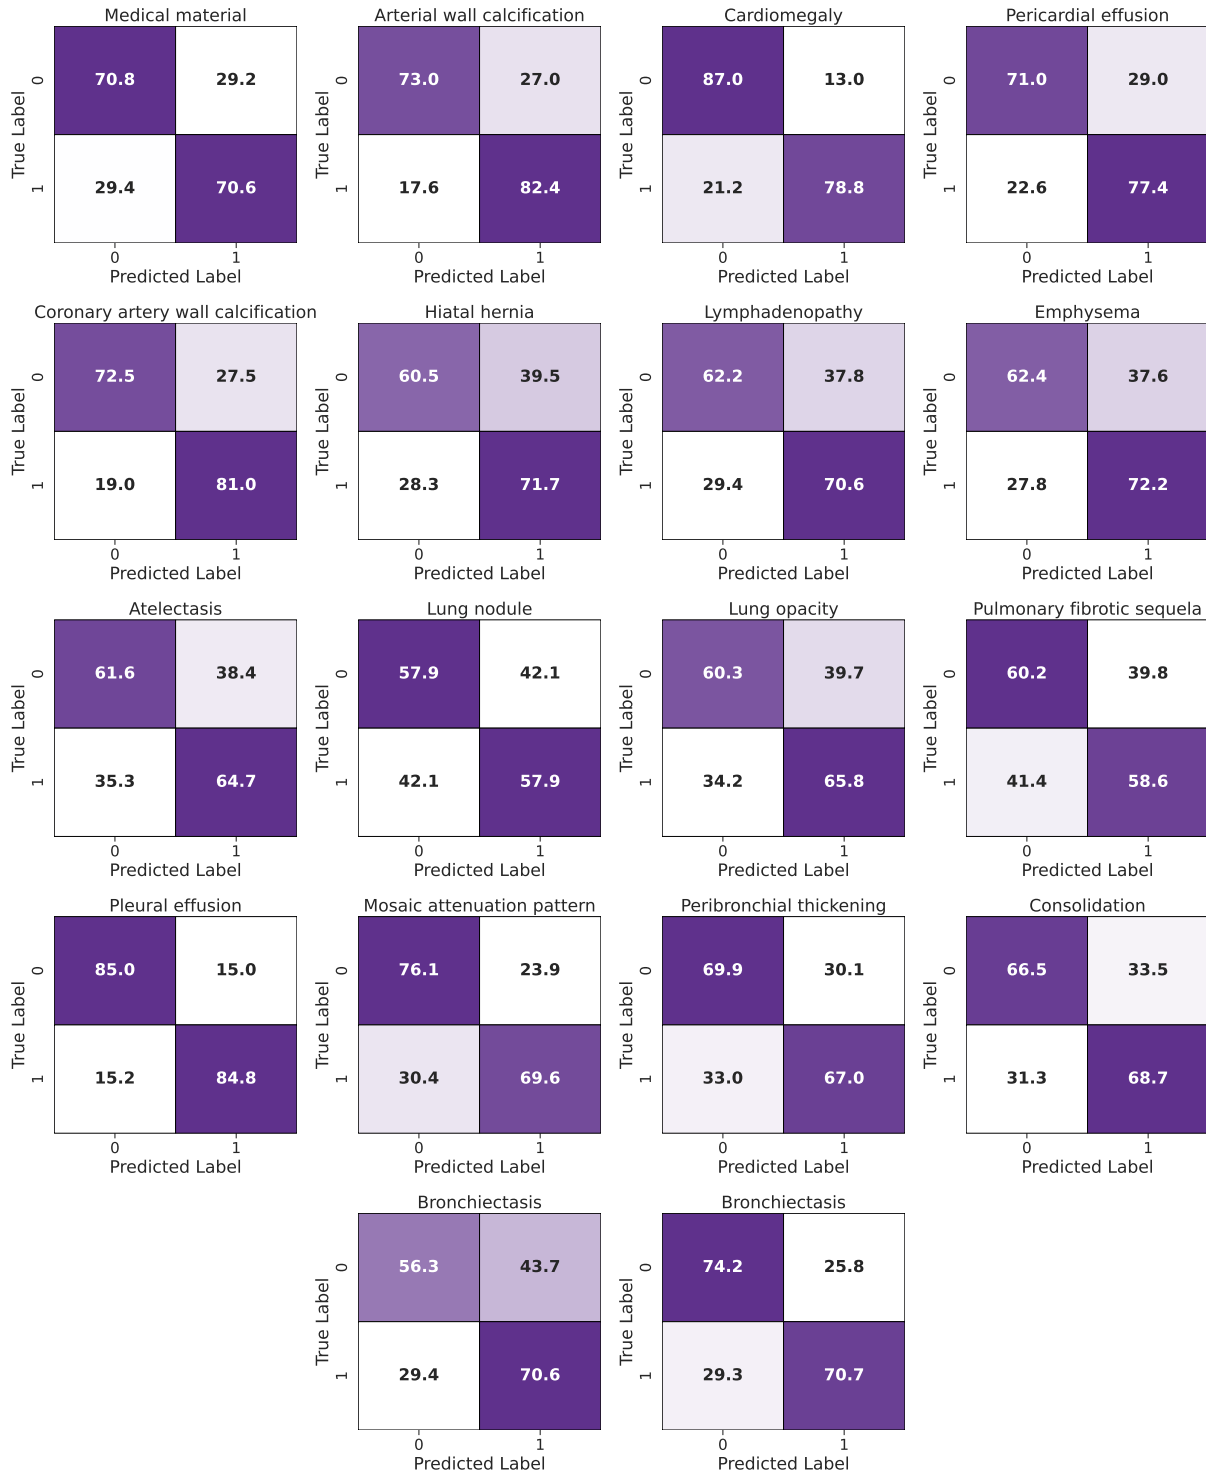 Medical material
Arterial wall calcification
Cardiomegaly
Pericardial effusion
True Label
0
70.8
29.2
1
29.4
70.6
0
1
Predicted Label
True Label
0
73.0
27.0
1
17.6
82.4
0
1
Predicted Label
True Label
0
87.0
13.0
1
21.2
78.8
0
1
Predicted Label
True Label
0
71.0
29.0
1
22.6
77.4
0
1
Predicted Label
Coronary artery wall calcification
Hiatal hernia
Lymphadenopathy
Emphysema
True Label
0
72.5
27.5
1
19.0
81.0
0
1
Predicted Label
True Label
0
60.5
39.5
1
28.3
71.7
0
1
Predicted Label
True Label
0
62.2
37.8
1
29.4
70.6
0
1
Predicted Label
True Label
0
62.4
37.6
1
27.8
72.2
0
1
Predicted Label
Atelectasis
Lung nodule
Lung opacity
Pulmonary fibrotic sequela
True Label
0
61.6
38.4
1
35.3
64.7
0
1
Predicted Label
True Label
0
57.9
42.1
1
42.1
57.9
0
1
Predicted Label
True Label
0
60.3
39.7
1
34.2
65.8
0
1
Predicted Label
True Label
0
60.2
39.8
1
41.4
58.6
0
1
Predicted Label
Pleural effusion
Mosaic attenuation pattern
Peribronchial thickening
Consolidation
True Label
0
85.0
15.0
1
15.2
84.8
0
1
Predicted Label
True Label
0
76.1
23.9
1
30.4
69.6
0
1
Predicted Label
True Label
0
69.9
30.1
1
33.0
67.0
0
1
Predicted Label
True Label
0
66.5
33.5
1
31.3
68.7
0
1
Predicted Label
Bronchiectasis
Bronchiectasis
True Label
0
56.3
43.7
1
29.4
70.6
0
1
Predicted Label
True Label
0
74.2
25.8
1
29.3
70.7
0
1
Predicted Label